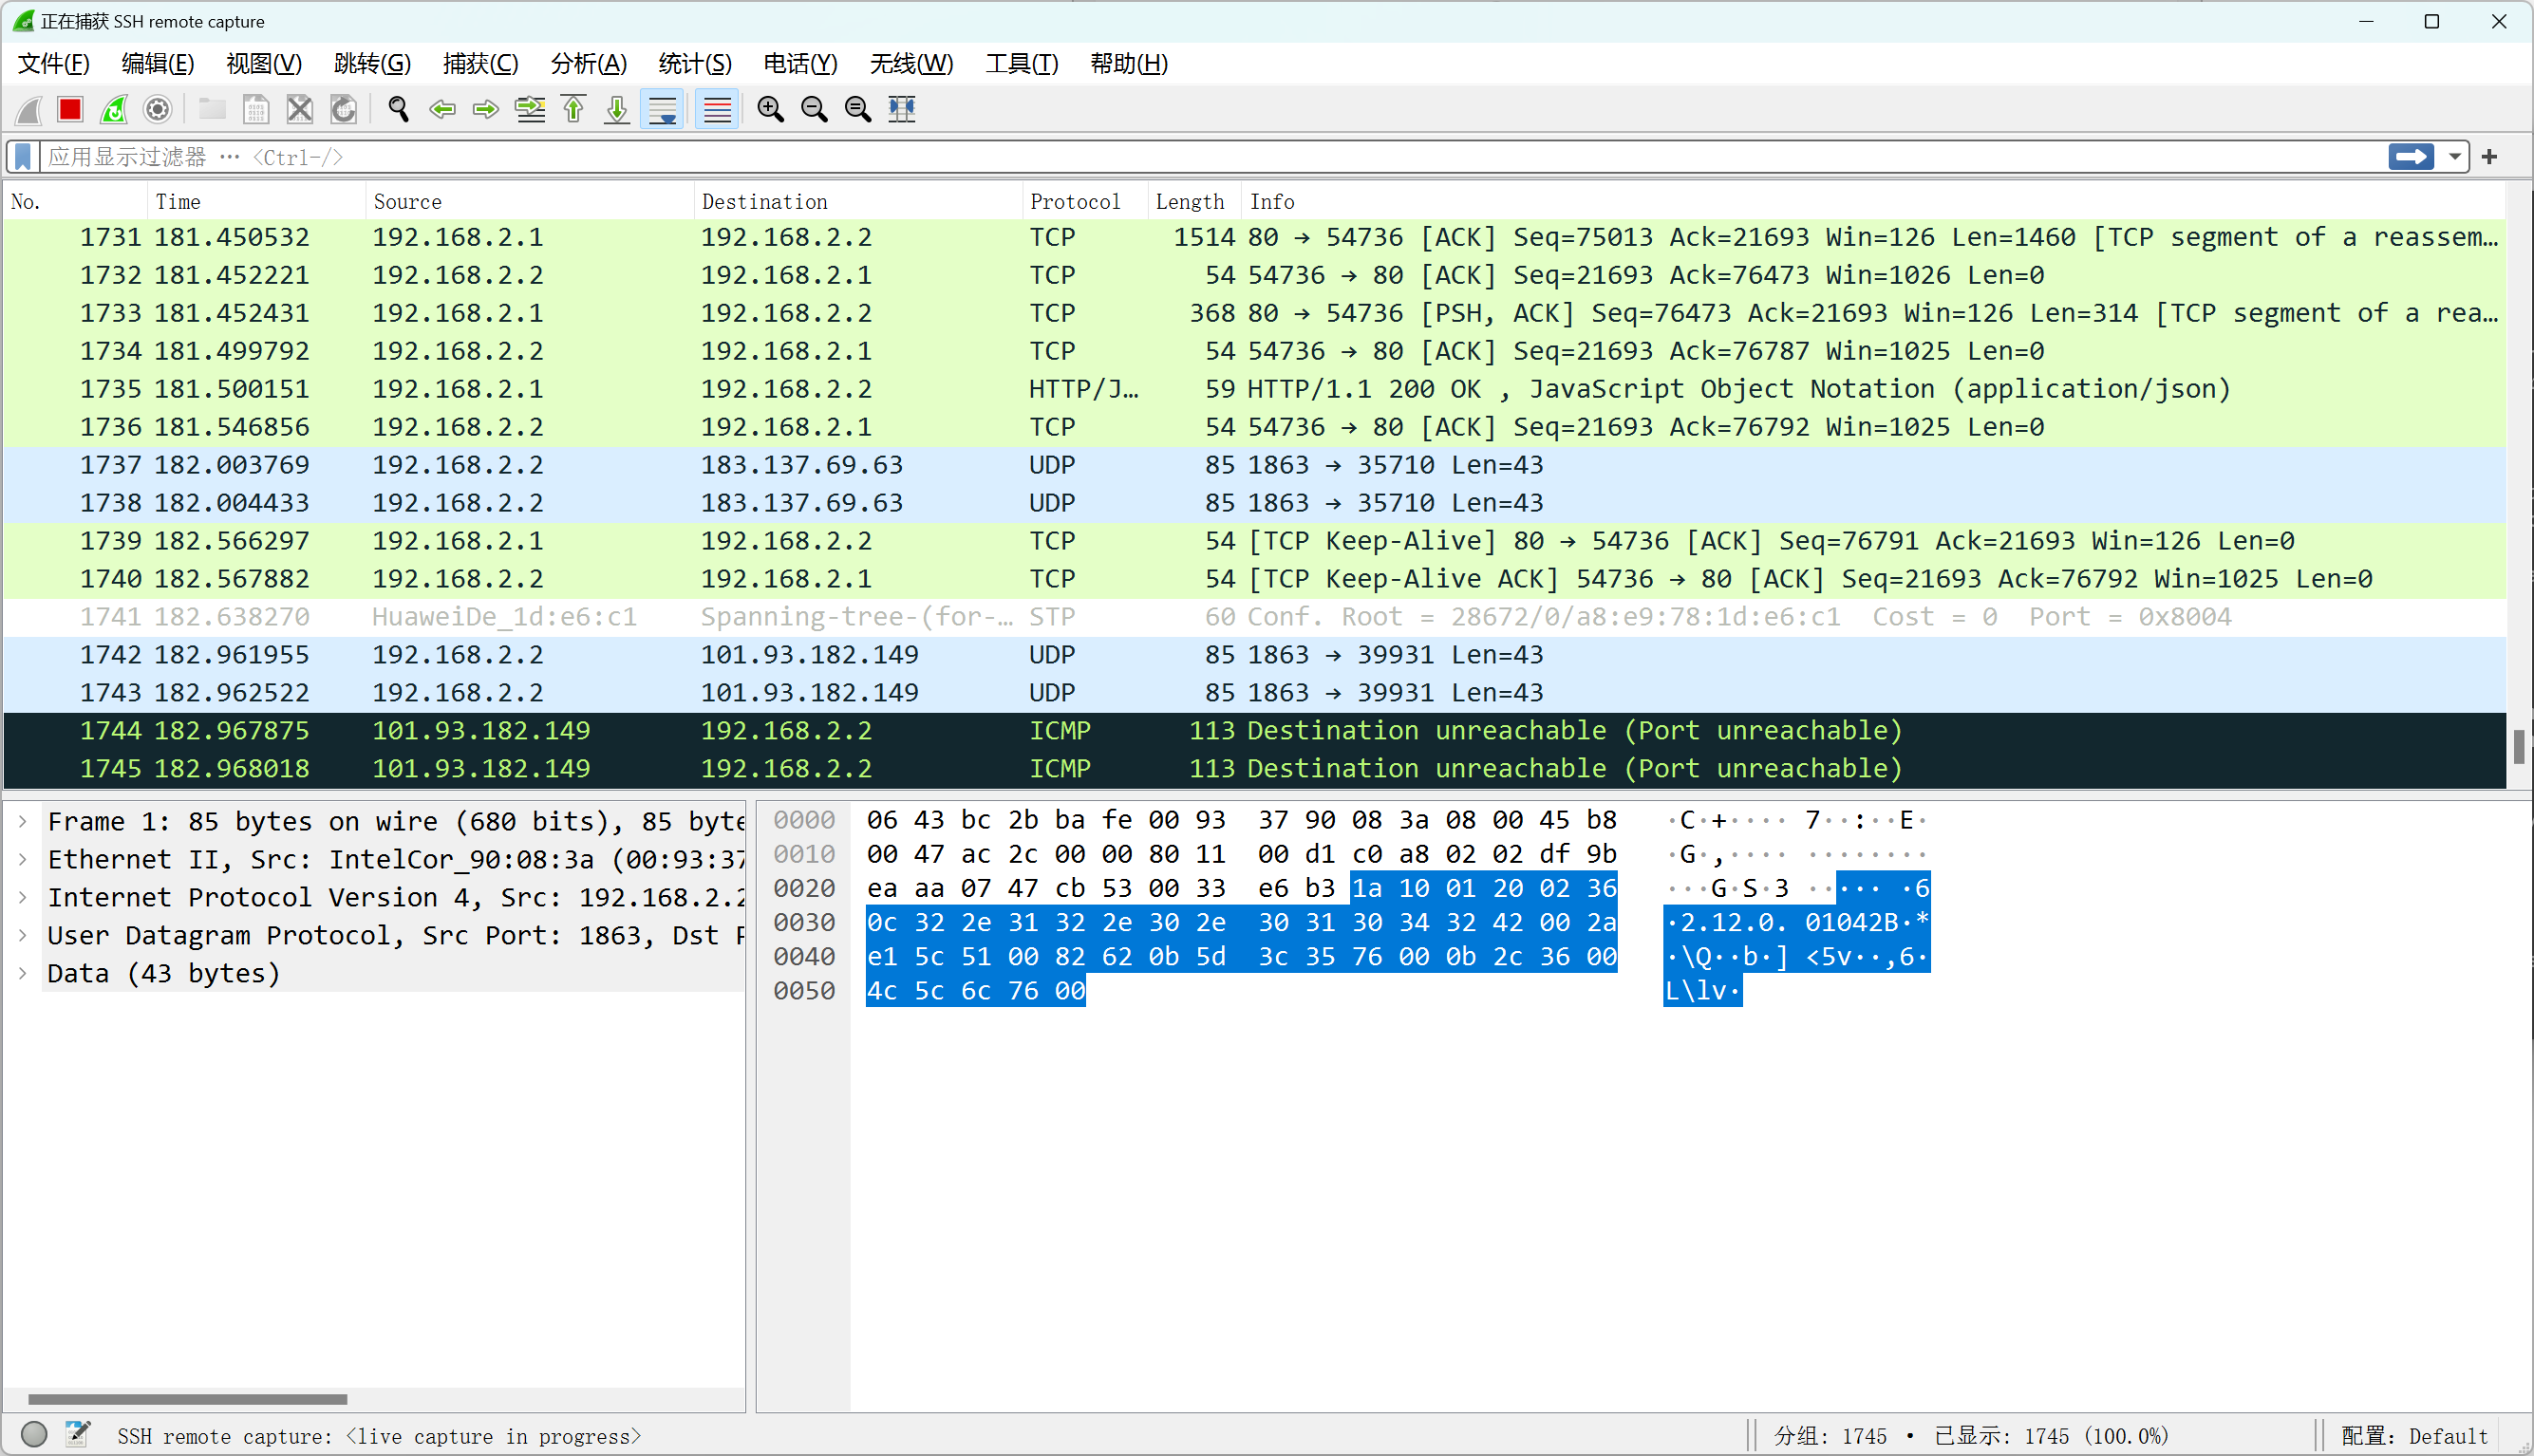 正在捕获 SSH remote capture
文件(F) 编辑(E) 视图(V) 跳转(G) 捕获(C) 分析(A) 统计(S) 电话(Y) 无线(W) 工具(T) 帮助(H)
应用显示过滤器 … <Ctrl-/>
No. Time Source Destination Protocol Length Info
1731 181.450532 192.168.2.1 192.168.2.2 TCP 1514 80 → 54736 [ACK] Seq=75013 Ack=21693 Win=126 Len=1460 [TCP segment of a reassem…
1732 181.452221 192.168.2.2 192.168.2.1 TCP 54 54736 → 80 [ACK] Seq=21693 Ack=76473 Win=1026 Len=0
1733 181.452431 192.168.2.1 192.168.2.2 TCP 368 80 → 54736 [PSH, ACK] Seq=76473 Ack=21693 Win=126 Len=314 [TCP segment of a rea…
1734 181.499792 192.168.2.2 192.168.2.1 TCP 54 54736 → 80 [ACK] Seq=21693 Ack=76787 Win=1025 Len=0
1735 181.500151 192.168.2.1 192.168.2.2 HTTP/J… 59 HTTP/1.1 200 OK , JavaScript Object Notation (application/json)
1736 181.546856 192.168.2.2 192.168.2.1 TCP 54 54736 → 80 [ACK] Seq=21693 Ack=76792 Win=1025 Len=0
1737 182.003769 192.168.2.2 183.137.69.63 UDP 85 1863 → 35710 Len=43
1738 182.004433 192.168.2.2 183.137.69.63 UDP 85 1863 → 35710 Len=43
1739 182.566297 192.168.2.1 192.168.2.2 TCP 54 [TCP Keep-Alive] 80 → 54736 [ACK] Seq=76791 Ack=21693 Win=126 Len=0
1740 182.567882 192.168.2.2 192.168.2.1 TCP 54 [TCP Keep-Alive ACK] 54736 → 80 [ACK] Seq=21693 Ack=76792 Win=1025 Len=0
1741 182.638270 HuaweiDe_1d:e6:c1 Spanning-tree-(for-… STP 60 Conf. Root = 28672/0/a8:e9:78:1d:e6:c1 Cost = 0 Port = 0x8004
1742 182.961955 192.168.2.2 101.93.182.149 UDP 85 1863 → 39931 Len=43
1743 182.962522 192.168.2.2 101.93.182.149 UDP 85 1863 → 39931 Len=43
1744 182.967875 101.93.182.149 192.168.2.2 ICMP 113 Destination unreachable (Port unreachable)
1745 182.968018 101.93.182.149 192.168.2.2 ICMP 113 Destination unreachable (Port unreachable)
Frame 1: 85 bytes on wire (680 bits), 85 byte
Ethernet II, Src: IntelCor_90:08:3a (00:93:37
Internet Protocol Version 4, Src: 192.168.2.2
User Datagram Protocol, Src Port: 1863, Dst P
Data (43 bytes)
0000 06 43 bc 2b ba fe 00 93 37 90 08 3a 08 00 45 b8 ·C·+···· 7··:··E·
0010 00 47 ac 2c 00 00 80 11 00 d1 c0 a8 02 02 df 9b ·G·,···· ········
0020 ea aa 07 47 cb 53 00 33 e6 b3 1a 10 01 20 02 36 ···G·S·3 ····· ·6
0030 0c 32 2e 31 32 2e 30 2e 30 31 30 34 32 42 00 2a ·2.12.0. 01042B·*
0040 e1 5c 51 00 82 62 0b 5d 3c 35 76 00 0b 2c 36 00 ·\Q··b·] <5v··,6·
0050 4c 5c 6c 76 00 L\lv·
SSH remote capture: <live capture in progress> 分组: 1745 · 已显示: 1745 (100.0%) 配置: Default